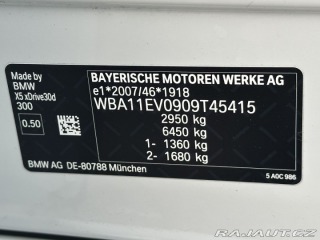 Made by
BMW
X5 xDrive30d
300
0.50
BAYERISCHE MOTOREN WERKE AG
e1*2007/46*1918
WBA11EV0909T45415
2950 kg
6450 kg
1- 1360 kg
2- 1680 kg
BMW AG DE-80788 München
5 A0C 986
RAJAUT.CZ